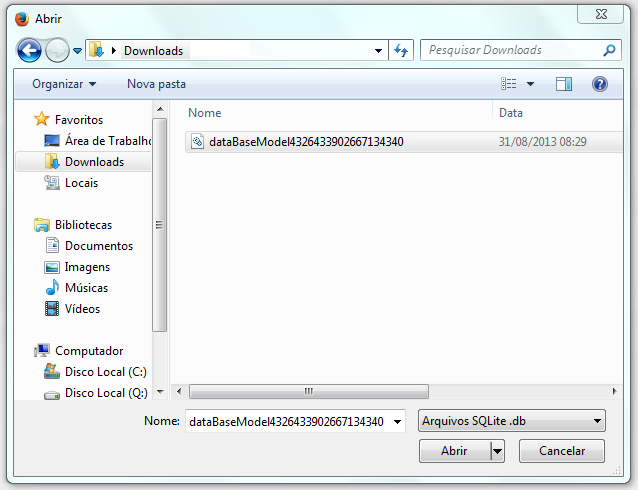 Abrir
Downloads
Pesquisar Downloads
Organizar Nova pasta
Favoritos
Área de Trabalho
Downloads
Locais
Bibliotecas
Documentos
Imagens
Músicas
Vídeos
Computador
Disco Local (C:)
Disco Local (Q:)
Nome Data
dataBaseModel4326433902667134340 31/08/2013 08:29
Nome: dataBaseModel4326433902667134340 Arquivos SQLite .db
Abrir Cancelar